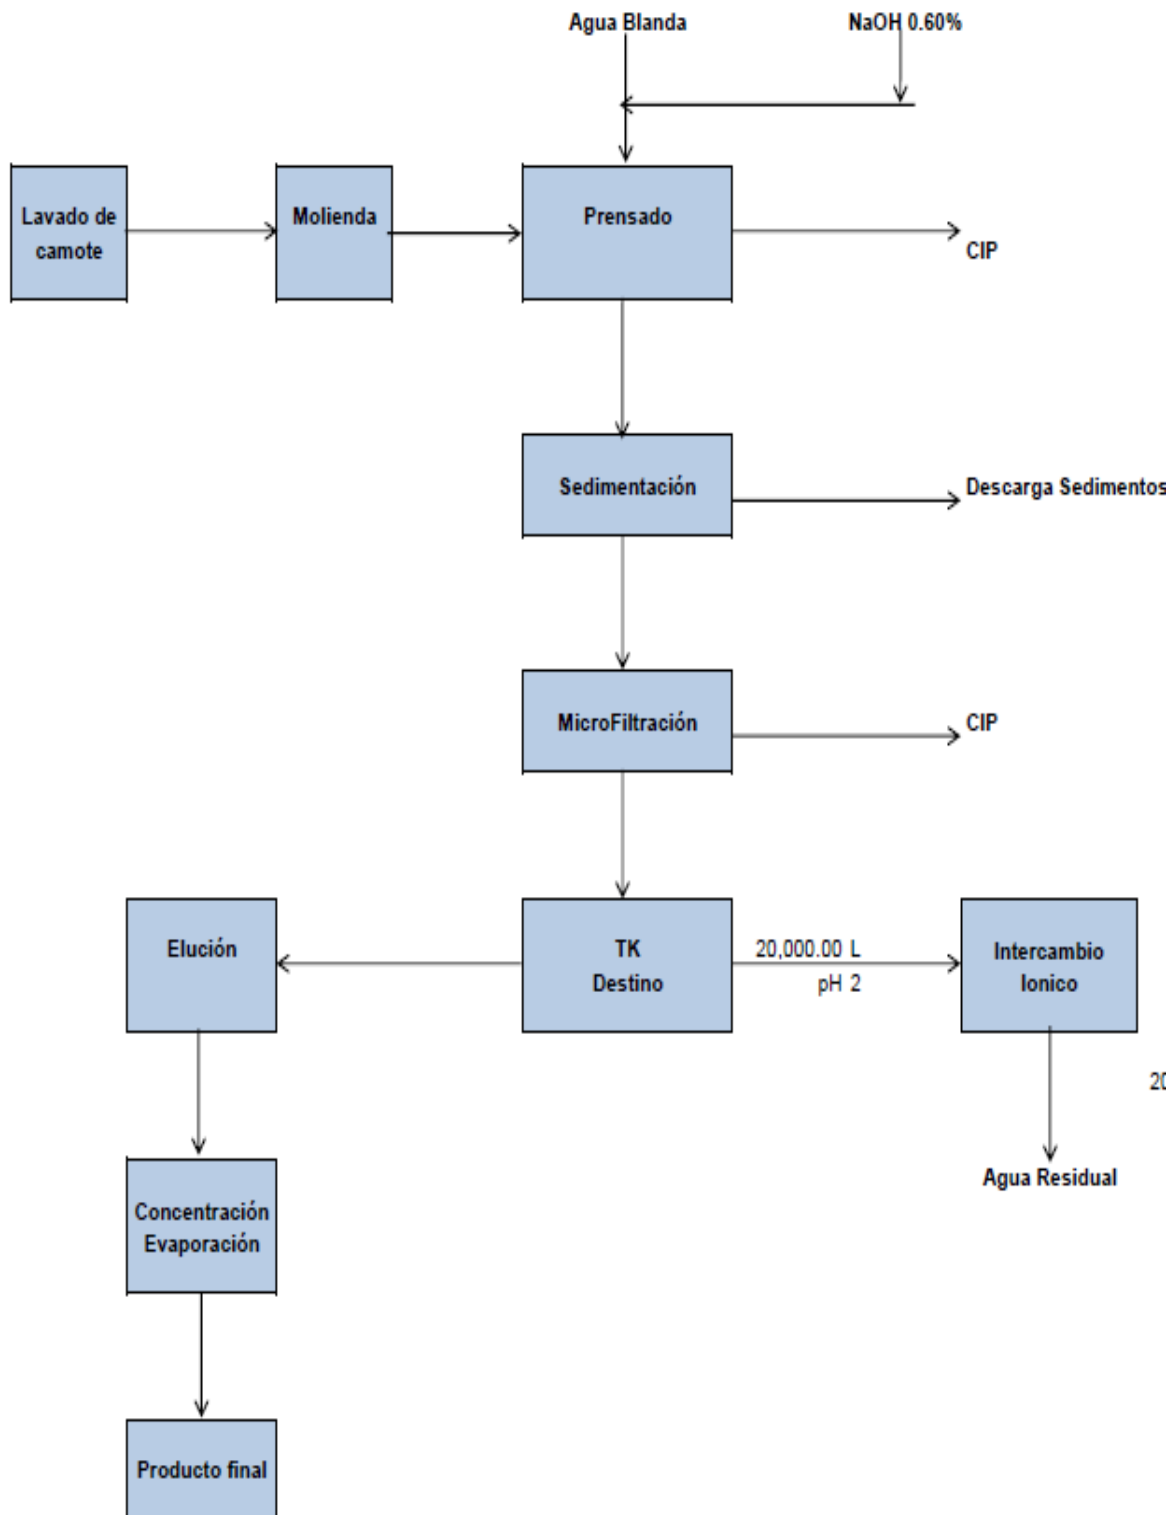 Agua Blanda
NaOH 0.60%
Lavado de
camote
Molienda
Prensado
CIP
Sedimentación
Descarga Sedimentos
MicroFiltración
CIP
Elución
TK
Destino
20,000.00 L
pH 2
Intercambio
Ionico
20
Agua Residual
Concentración
Evaporación
Producto final